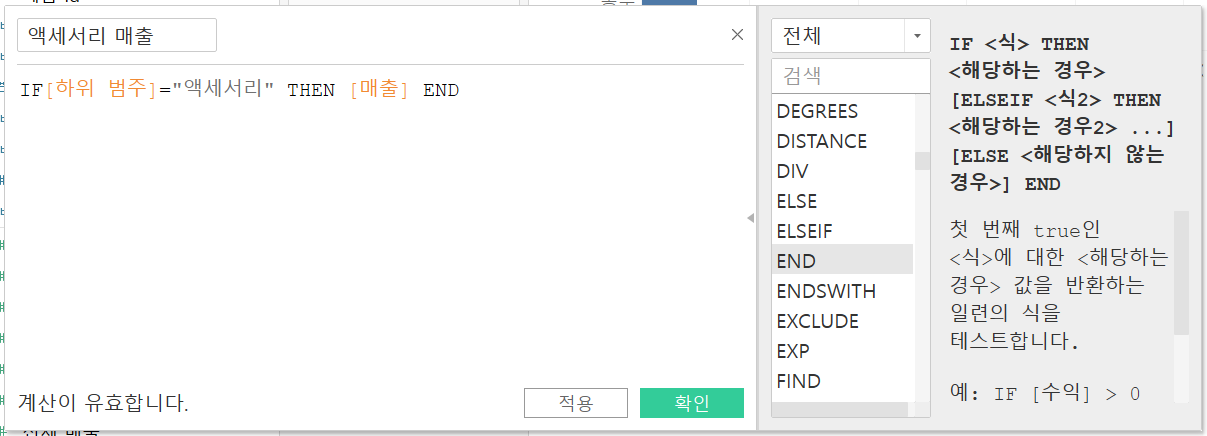 액세서리 매출
IF[하위 범주]="액세서리" THEN [매출] END
계산이 유효합니다.
적용
확인
전체
검색
DEGREES
DISTANCE
DIV
ELSE
ELSEIF
END
ENDSWITH
EXCLUDE
EXP
FIND
IF <식> THEN
<해당하는 경우>
[ELSEIF <식2> THEN
<해당하는 경우2> ...]
[ELSE <해당하지 않는
경우>] END
첫 번째 true인
<식>에 대한 <해당하는
경우> 값을 반환하는
일련의 식을
테스트합니다.
예: IF [수익] > 0